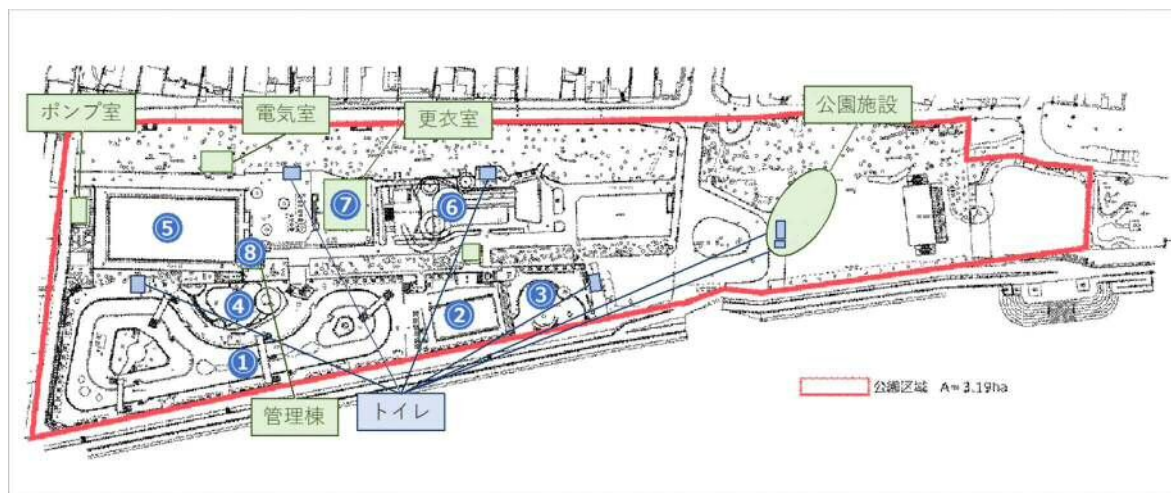 ポンプ室
電気室
更衣室
公園施設
⑤
⑦
⑥
⑧
④
③
②
①
管理棟
トイレ
公園区域 A=3.19ha